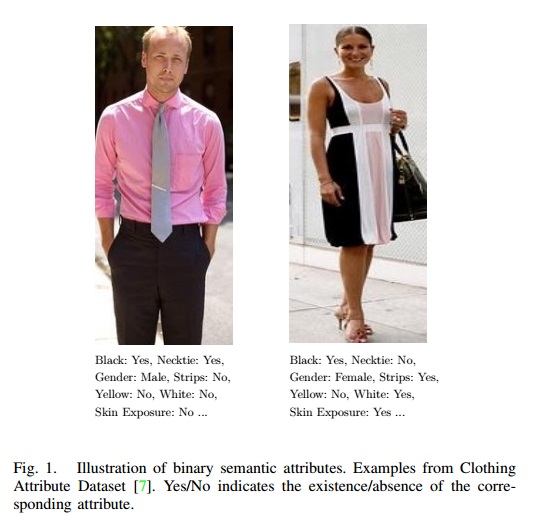 Black: Yes, Necktie: Yes,
Gender: Male, Strips: No,
Yellow: No, White: No,
Skin Exposure: No ...
Black: Yes, Necktie: No,
Gender: Female, Strips: Yes,
Yellow: No, White: Yes,
Skin Exposure: Yes ...
Fig. 1. Illustration of binary semantic attributes. Examples from Clothing
Attribute Dataset [7]. Yes/No indicates the existence/absence of the corre-
sponding attribute.